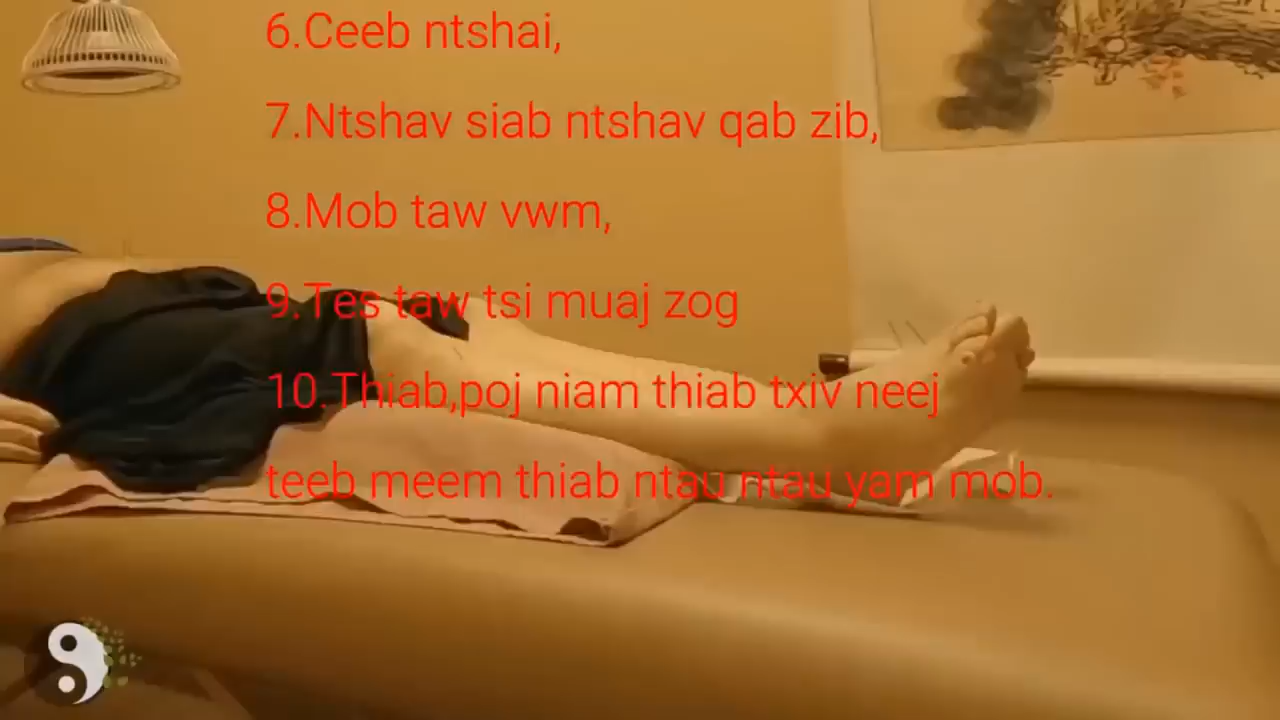 6.Ceeb ntshai,
7.Ntshav siab ntshav qab zib,
8.Mob taw vwm,
9.Tes taw tsi muaj zog
10.Thiab,poj niam thiab txiv neej
teeb meem thiab ntau ntau yam mob.